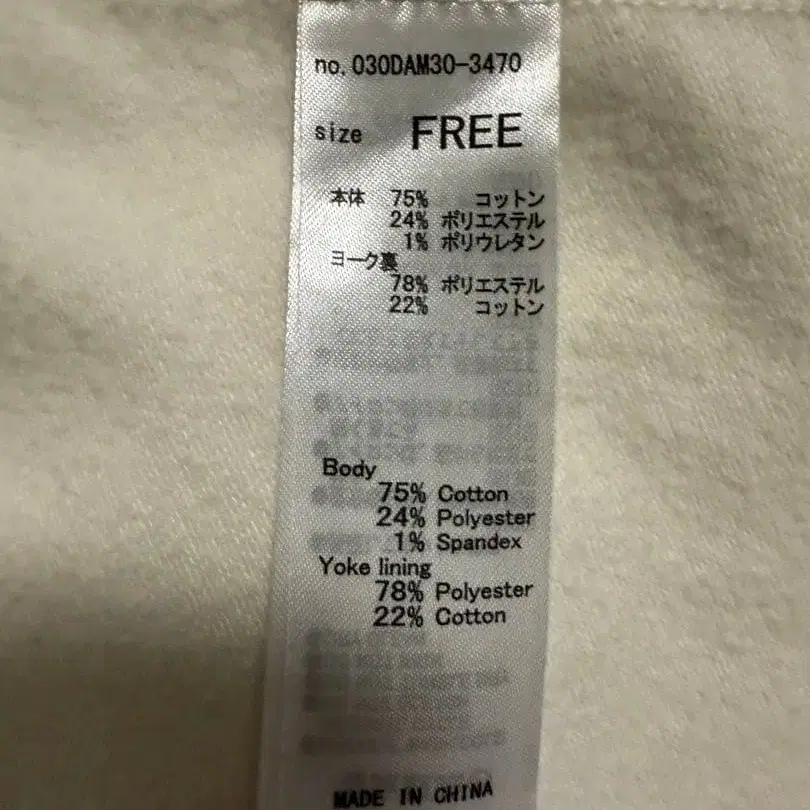 no. 030DAM30-3470
size FREE
本体 75% コットン
24% ポリエステル
1% ポリウレタン
ヨーク裏
78% ポリエステル
22% コットン
Body
75% Cotton
24% Polyester
1% Spandex
Yoke lining
78% Polyester
22% Cotton
MADE IN CHINA